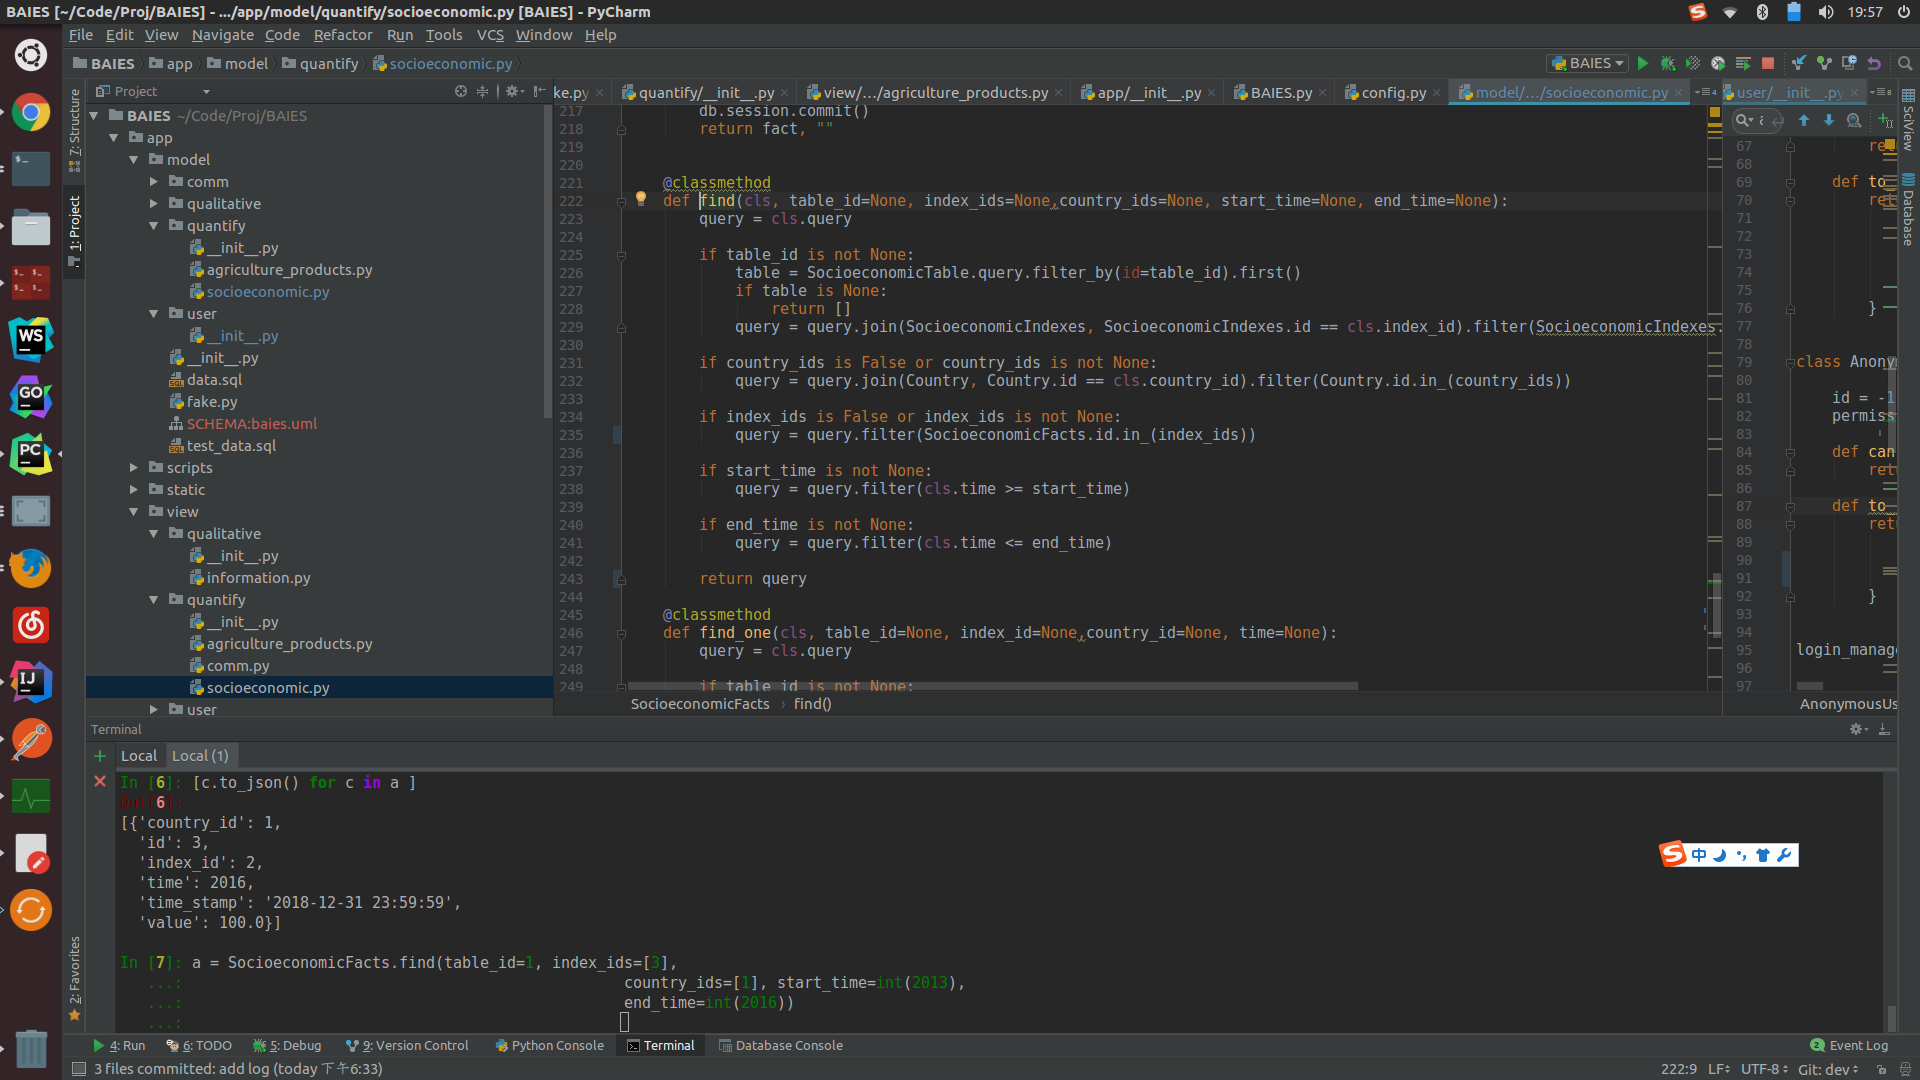 BAIES [~/Code/Proj/BAIES] - .../app/model/quantify/socioeconomic.py [BAIES] - PyCharm
19:57
File Edit View Navigate Code Refactor Run Tools VCS Window Help
BAIES app model quantify socioeconomic.py
BAIES
Project
ke.py quantify/__init__.py view/.../agriculture_products.py app/__init__.py BAIES.py config.py model/.../socioeconomic.py user/__init__.py
7: Structure
1: Project
2: Favorites
SciView
Database
BAIES ~/Code/Proj/BAIES
app
model
comm
qualitative
quantify
__init__.py
agriculture_products.py
socioeconomic.py
user
__init__.py
__init__.py
data.sql
fake.py
SCHEMA:baies.uml
test_data.sql
scripts
static
view
qualitative
__init__.py
information.py
quantify
__init__.py
agriculture_products.py
comm.py
socioeconomic.py
user
217 db.session.commit()
218 return fact, ""
219
220
221 @classmethod
222 def find(cls, table_id=None, index_ids=None,country_ids=None, start_time=None, end_time=None):
223 query = cls.query
224
225 if table_id is not None:
226 table = SocioeconomicTable.query.filter_by(id=table_id).first()
227 if table is None:
228 return []
229 query = query.join(SocioeconomicIndexes, SocioeconomicIndexes.id == cls.index_id).filter(SocioeconomicIndexes.
230
231 if country_ids is False or country_ids is not None:
232 query = query.join(Country, Country.id == cls.country_id).filter(Country.id.in_(country_ids))
233
234 if index_ids is False or index_ids is not None:
235 query = query.filter(SocioeconomicFacts.id.in_(index_ids))
236
237 if start_time is not None:
238 query = query.filter(cls.time >= start_time)
239
240 if end_time is not None:
241 query = query.filter(cls.time <= end_time)
242
243 return query
244
245 @classmethod
246 def find_one(cls, table_id=None, index_id=None,country_id=None, time=None):
247 query = cls.query
248
249 if table_id is not None:
SocioeconomicFacts › find()
67 ret
68
69 def to_
70 ret
71
72
73
74
75
76 }
77
78
79 class Anony
80
81 id = -1
82 permiss
83
84 def can
85 retu
86
87 def to_
88 ret
89
90
91
92 }
93
94
95 login_manage
96
97
AnonymousUs
Terminal
Local Local (1)
In [6]: [c.to_json() for c in a ]
Out[6]:
[{'country_id': 1,
'id': 3,
'index_id': 2,
'time': 2016,
'time_stamp': '2018-12-31 23:59:59',
'value': 100.0}]
In [7]: a = SocioeconomicFacts.find(table_id=1, index_ids=[3],
...: country_ids=[1], start_time=int(2013),
...: end_time=int(2016))
...:
中
4: Run 6: TODO 5: Debug 9: Version Control Python Console Terminal Database Console 2 Event Log
3 files committed: add log (today 下午6:33)
222:9 LF UTF-8 Git: dev
WS
GO
PC
IJ